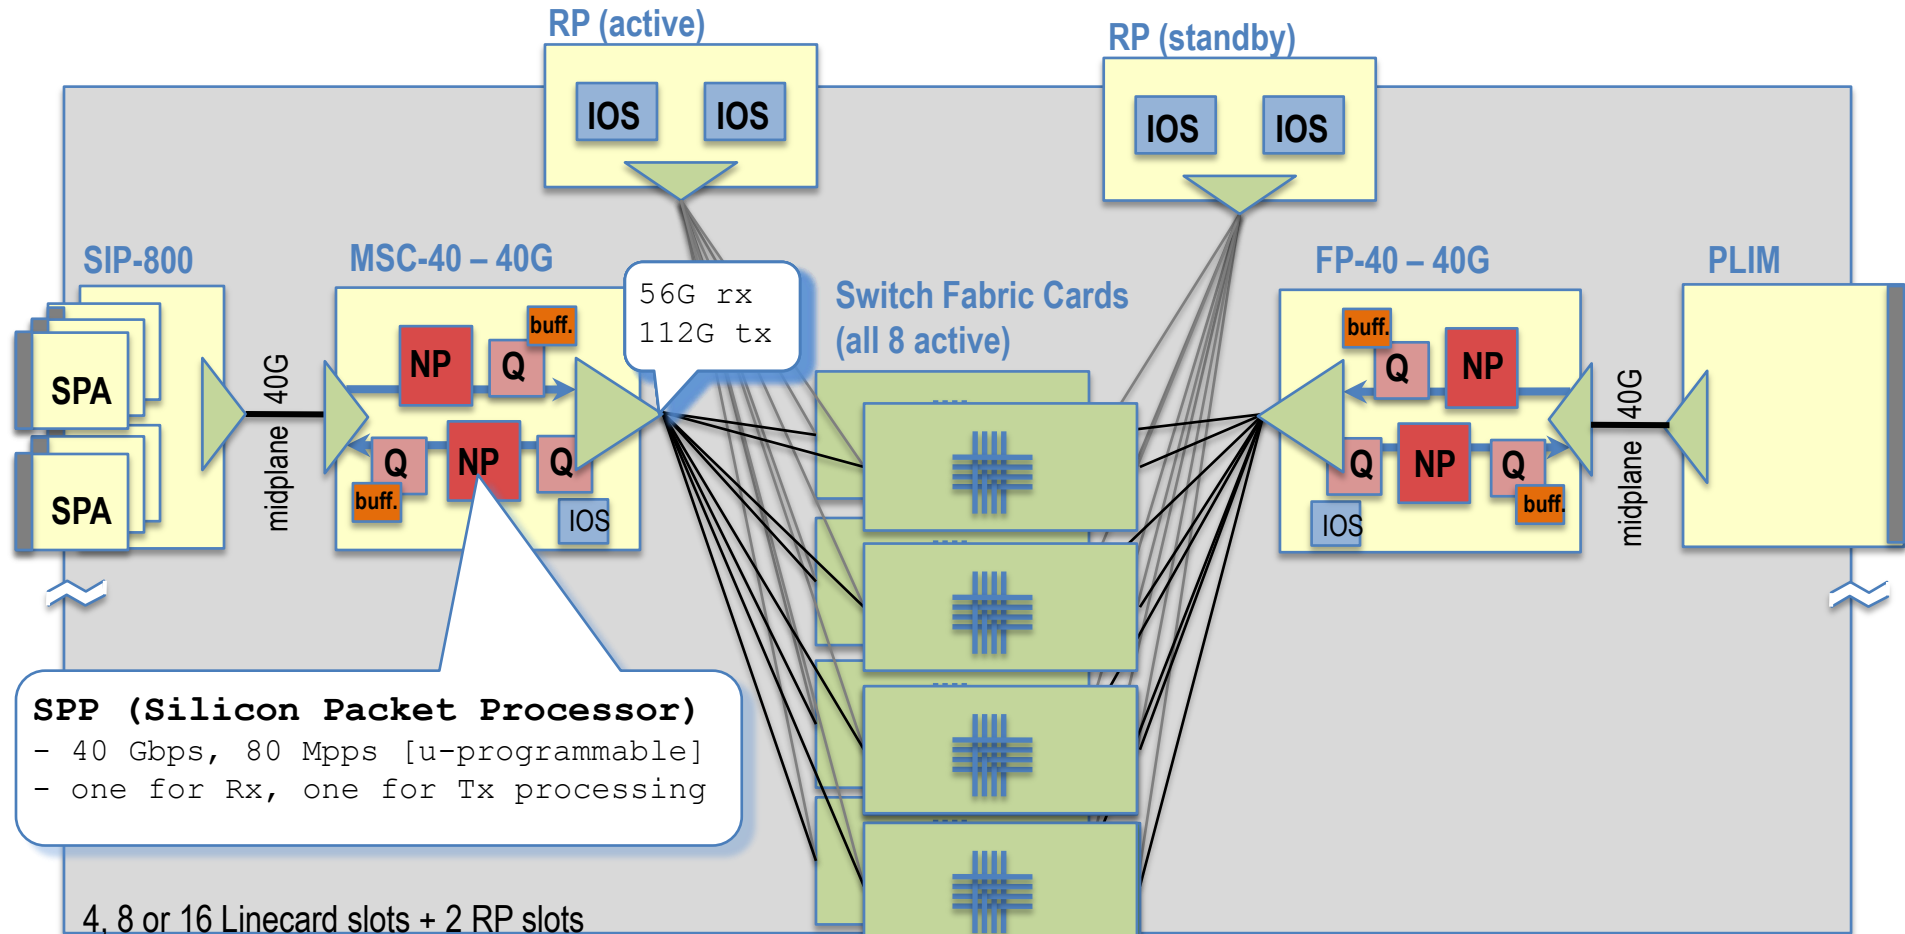 RP (active)
RP (standby)
IOS
IOS
IOS
IOS
SIP-800
MSC-40 – 40G
56G rx
112G tx
Switch Fabric Cards
(all 8 active)
FP-40 – 40G
PLIM
SPA
SPA
midplane 40G
NP
Q
buff.
Q
buff.
NP
Q
IOS
buff.
Q
NP
Q
NP
Q
buff.
IOS
midplane 40G
SPP (Silicon Packet Processor)
- 40 Gbps, 80 Mpps [u-programmable]
- one for Rx, one for Tx processing
4, 8 or 16 Linecard slots + 2 RP slots